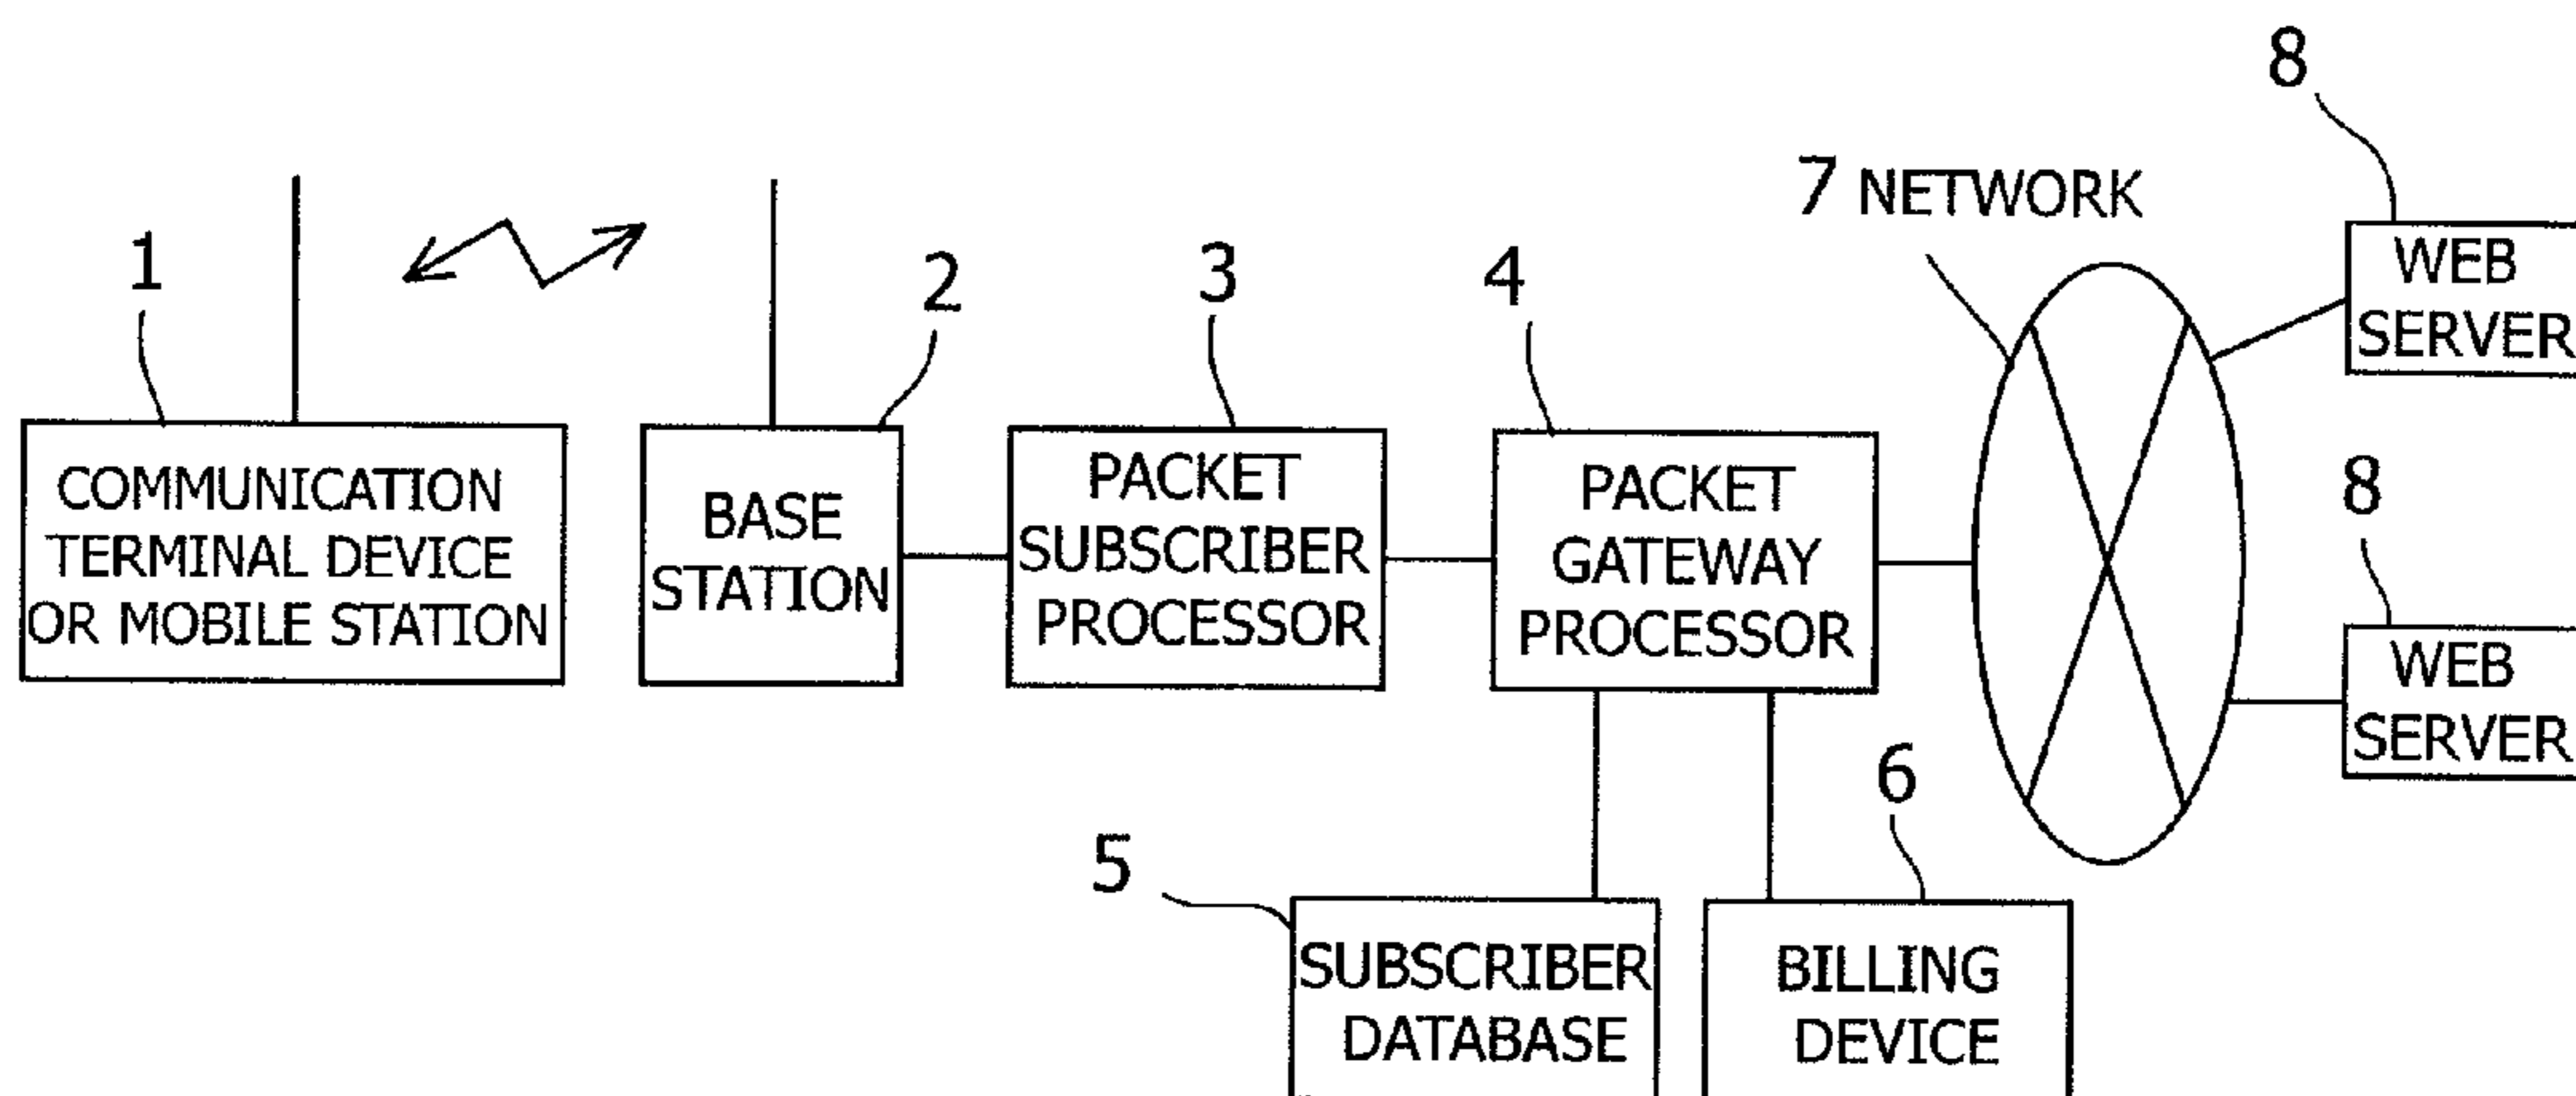 8
7 NETWORK
WEB
SERVER
1
2
3
4
COMMUNICATION
TERMINAL DEVICE
OR MOBILE STATION
BASE
STATION
PACKET
SUBSCRIBER
PROCESSOR
PACKET
GATEWAY
PROCESSOR
8
WEB
SERVER
5
SUBSCRIBER
DATABASE
6
BILLING
DEVICE